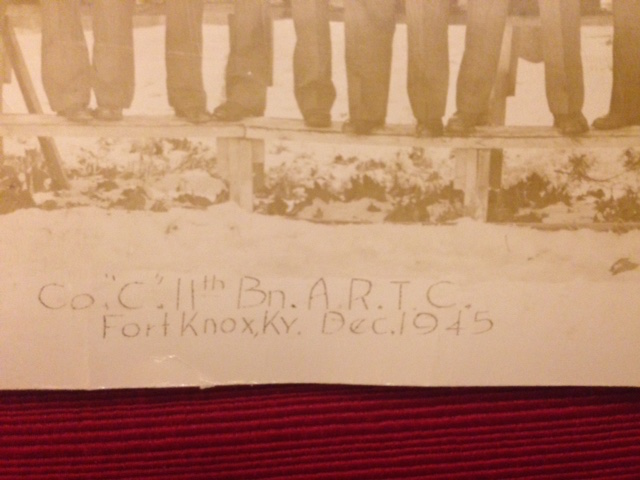 Co. "C". 11th Bn. A.R.T.C.
Fort Knox, Ky. Dec. 1945